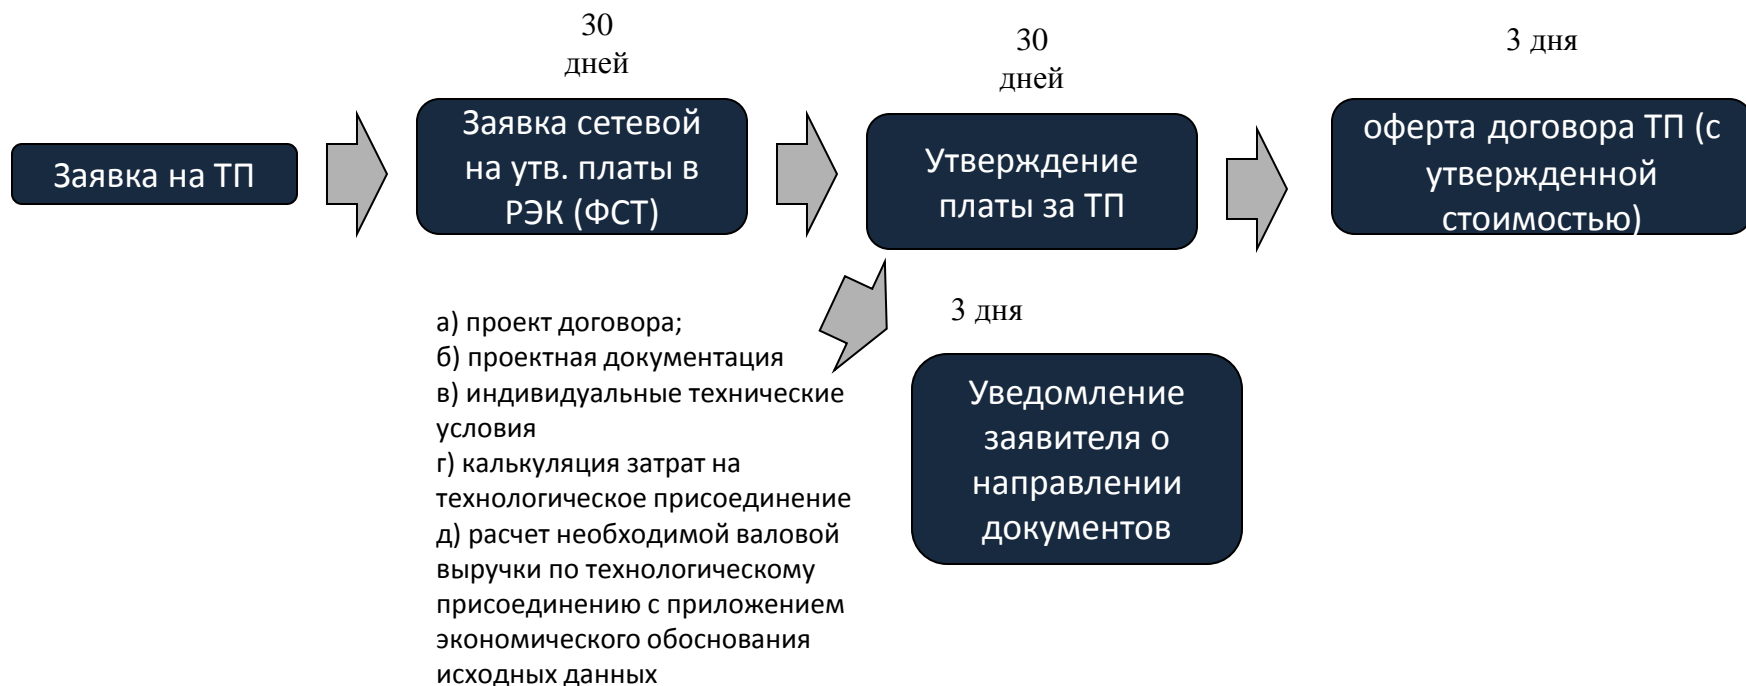 30
дней
30
дней
3 дня
Заявка на ТП
Заявка сетевой
на утв. платы в
РЭК (ФСТ)
Утверждение
платы за ТП
оферта договора ТП (с
утвержденной
стоимостью)
а) проект договора;
б) проектная документация
в) индивидуальные технические
условия
г) калькуляция затрат на
технологическое присоединение
д) расчет необходимой валовой
выручки по технологическому
присоединению с приложением
экономического обоснования
исходных данных
3 дня
Уведомление
заявителя о
направлении
документов